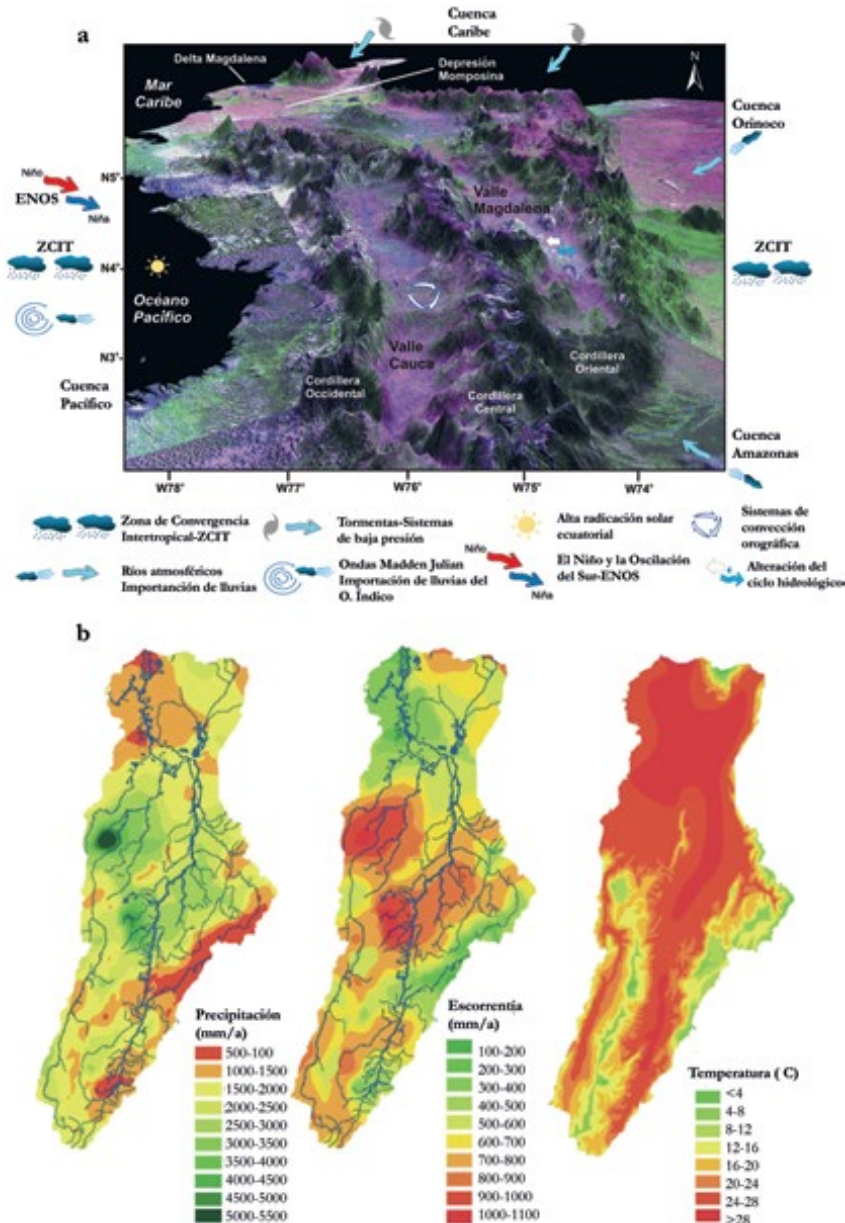 a
Cuenca
Caribe
Delta Magdalena
Depresión
Momposina
N
Mar
Caribe
Cuenca
Orinoco
Niño
ENOS
Niña
N5°
Valle
Magdalena
ZCIT
N4°
ZCIT
Océano
Pacífico
Valle
Cauca
N3°
Cordillera
Oriental
Cuenca
Pacífico
Cordillera
Occidental
Cordillera
Central
Cuenca
Amazonas
W78°
W77°
W76°
W75°
W74°
Zona de Convergencia
Intertropical-ZCIT
Tormentas-Sistemas
de baja presión
Alta radicación solar
ecuatorial
Sistemas de
convección
orográfica
Ríos atmosféricos
Importanción de lluvias
Ondas Madden Julian
Importación de lluvias del
O. Índico
Niño
Niña
El Niño y la Oscilación
del Sur-ENOS
Alteración del
ciclo hidrológico
b
Precipitación
(mm/a)
500-100
1000-1500
1500-2000
2000-2500
2500-3000
3000-3500
3500-4000
4000-4500
4500-5000
5000-5500
Escorrentía
(mm/a)
100-200
200-300
300-400
400-500
500-600
600-700
700-800
800-900
900-1000
1000-1100
Temperatura ( C)
<4
4-8
8-12
12-16
16-20
20-24
24-28
>28